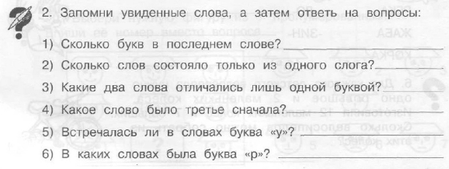 2. Запомни увиденные слова, а затем ответь на вопросы:
1) Сколько букв в последнем слове?
2) Сколько слов состояло только из одного слога?
3) Какие два слова отличались лишь одной буквой?
4) Какое слово было третье сначала?
5) Встречалась ли в словах буква «у»?
6) В каких словах была буква «р»?